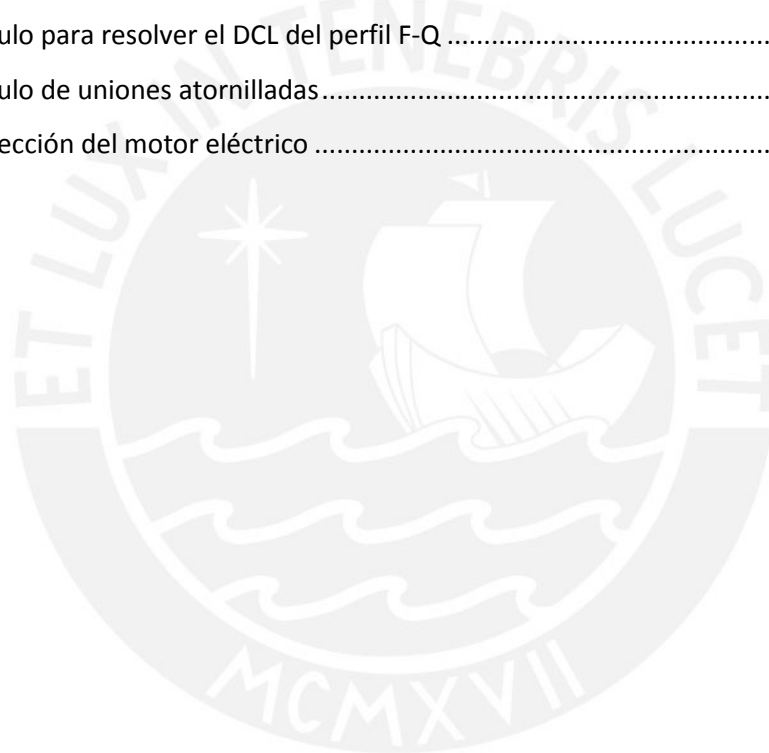 ulo para resolver el DCL del perfil F-Q ............................................
ulo de uniones atornilladas .............................................................
ección del motor eléctrico ..............................................................
ET LUX IN TENEBRIS LUCET
MCMXVII